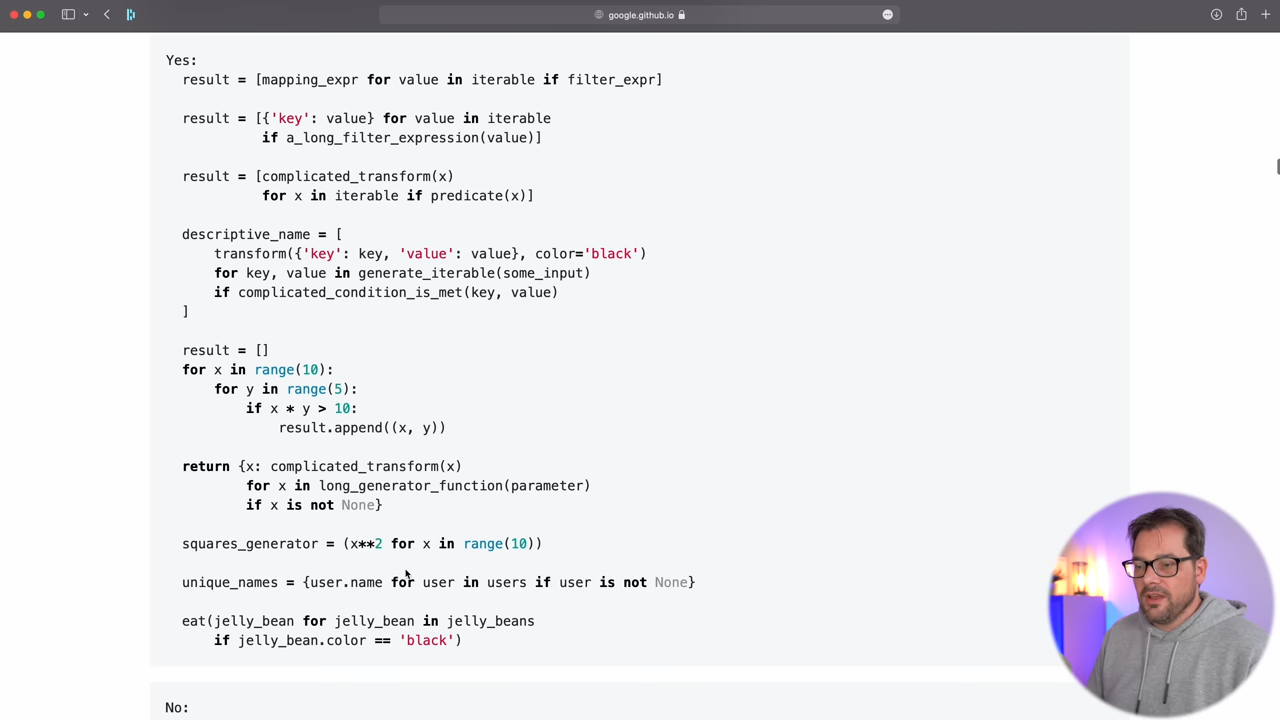 google.github.io
Yes:
result = [mapping_expr for value in iterable if filter_expr]
result = [{'key': value} for value in iterable
if a_long_filter_expression(value)]
result = [complicated_transform(x)
for x in iterable if predicate(x)]
descriptive_name = [
transform({'key': key, 'value': value}, color='black')
for key, value in generate_iterable(some_input)
if complicated_condition_is_met(key, value)
]
result = []
for x in range(10):
for y in range(5):
if x * y > 10:
result.append((x, y))
return {x: complicated_transform(x)
for x in long_generator_function(parameter)
if x is not None}
squares_generator = (x**2 for x in range(10))
unique_names = {user.name for user in users if user is not None}
eat(jelly_bean for jelly_bean in jelly_beans
if jelly_bean.color == 'black')
No: